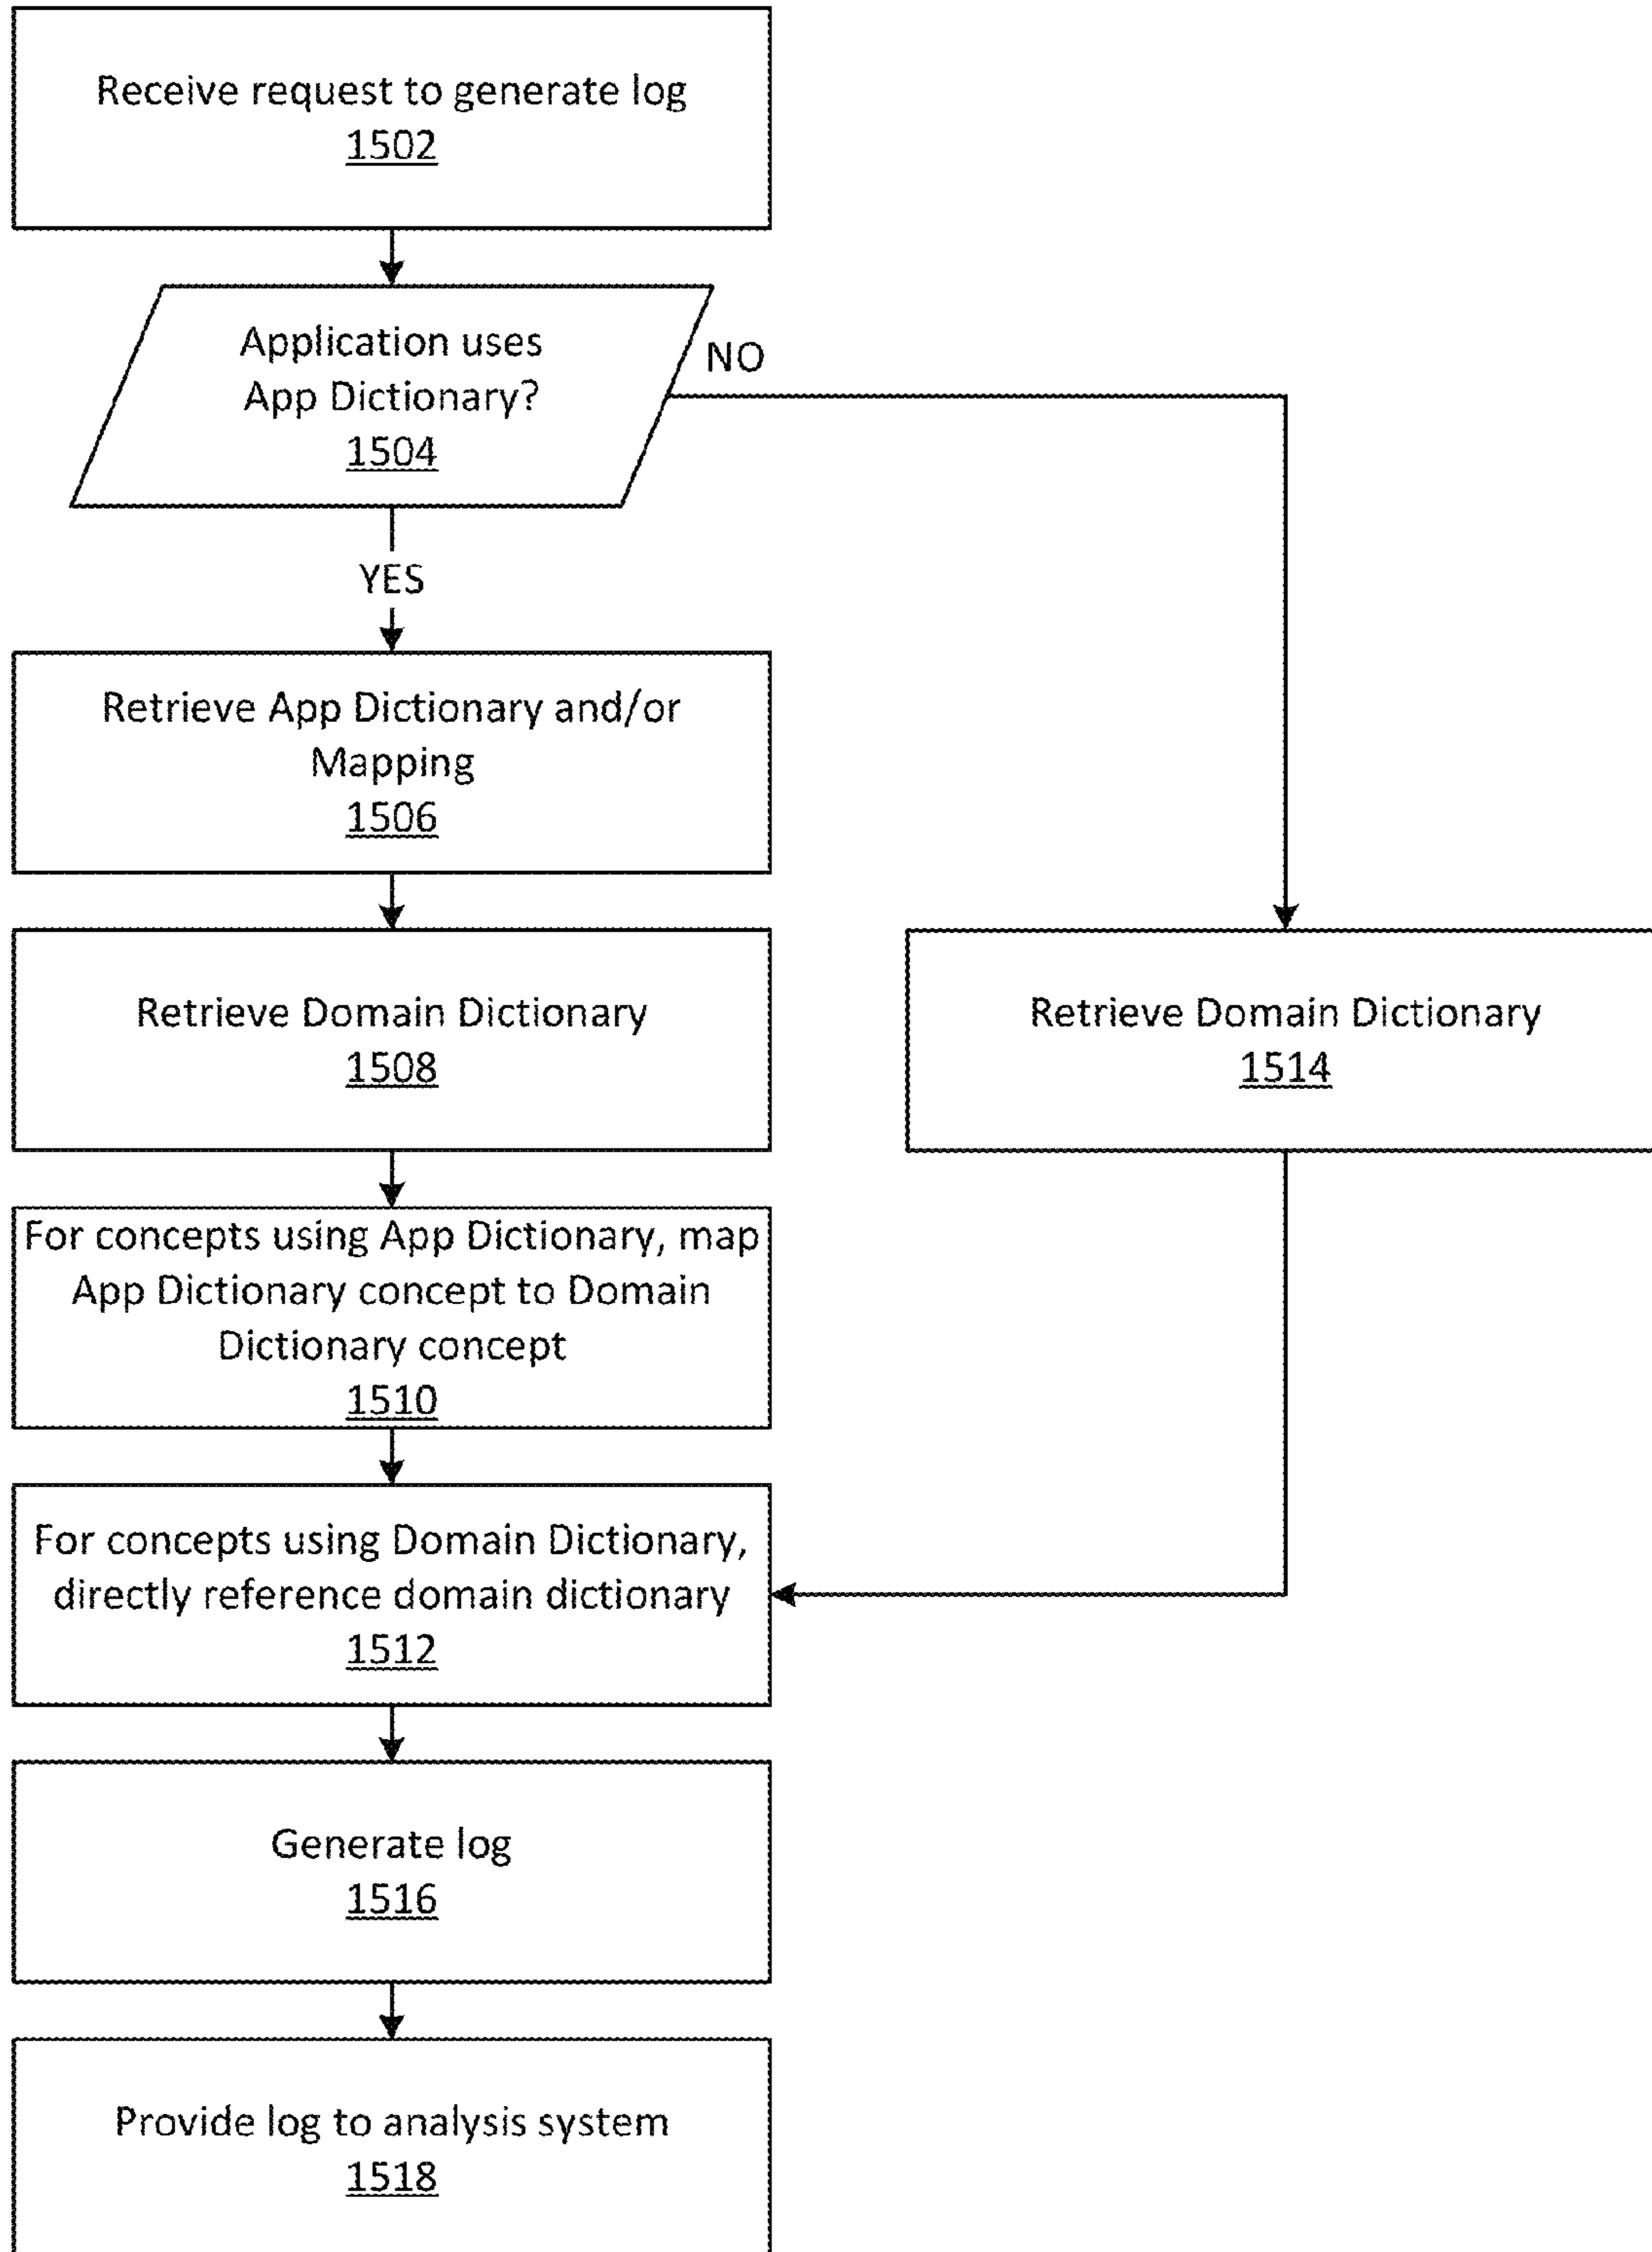 Receive request to generate log
1502
Application uses
App Dictionary?
1504
NO
YES
Retrieve App Dictionary and/or
Mapping
1506
Retrieve Domain Dictionary
1508
Retrieve Domain Dictionary
1514
For concepts using App Dictionary, map
App Dictionary concept to Domain
Dictionary concept
1510
For concepts using Domain Dictionary,
directly reference domain dictionary
1512
Generate log
1516
Provide log to analysis system
1518